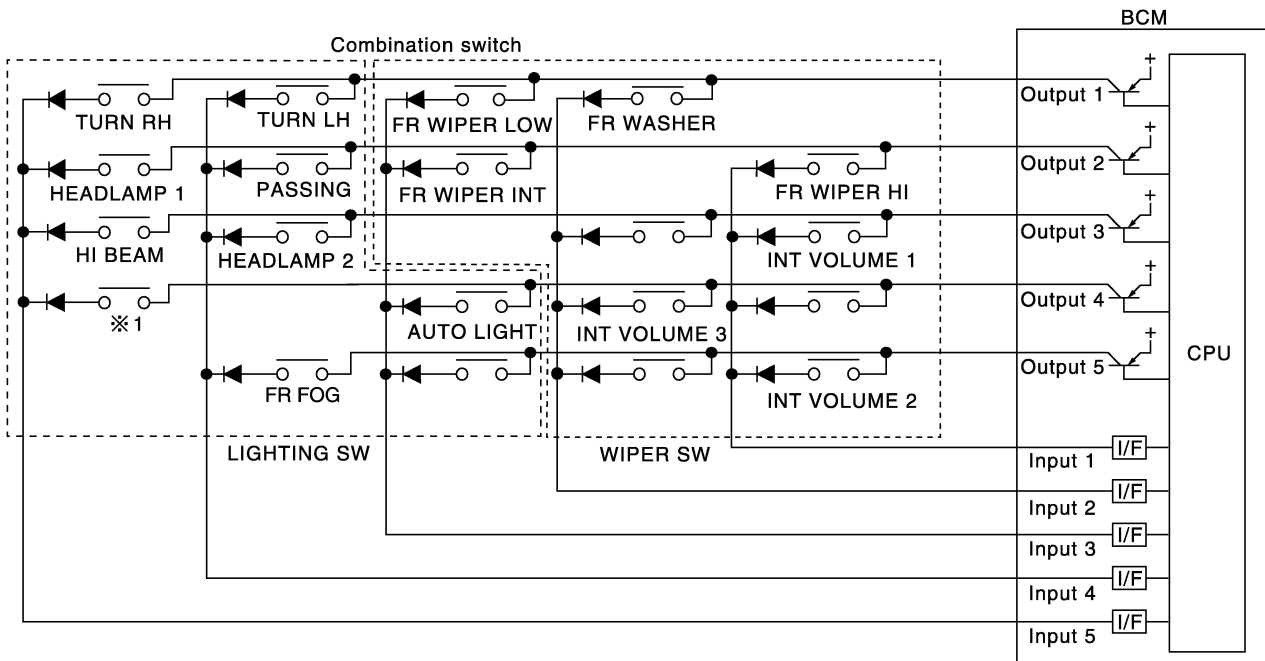 BCM
Combination switch
Output 1
TURN RH
TURN LH
FR WIPER LOW
FR WASHER
Output 2
HEADLAMP 1
PASSING
FR WIPER INT
FR WIPER HI
Output 3
HI BEAM
HEADLAMP 2
INT VOLUME 1
Output 4
※1
AUTO LIGHT
INT VOLUME 3
CPU
Output 5
FR FOG
INT VOLUME 2
LIGHTING SW
WIPER SW
Input 1
I/F
Input 2
I/F
Input 3
I/F
Input 4
I/F
Input 5
I/F
+
+
+
+
+